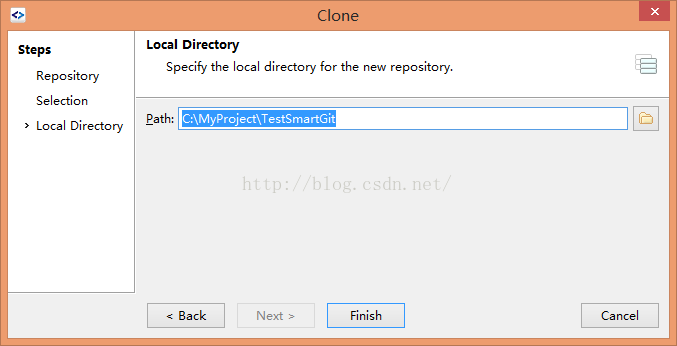 Clone
Steps
Repository
Selection
Local Directory
Local Directory
Specify the local directory for the new repository.
Path: C:\MyProject\TestSmartGit
http://blog.csdn.net/
< Back Next > Finish Cancel